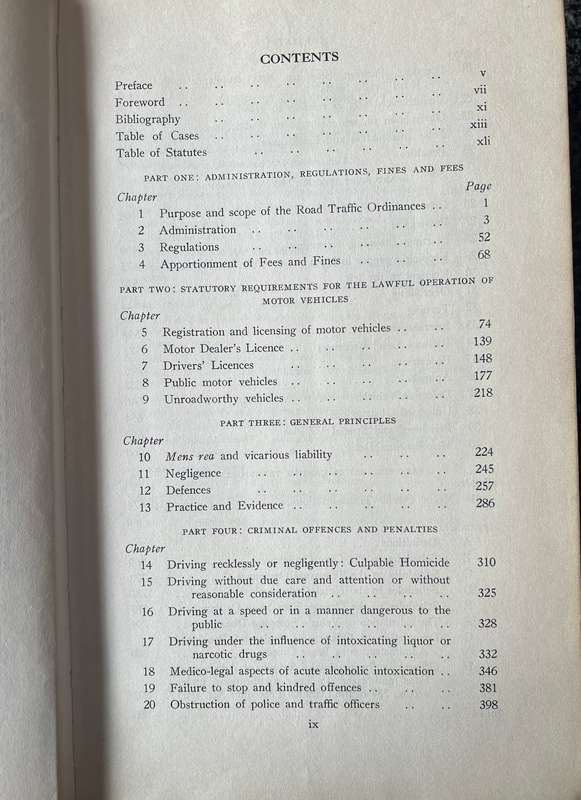 CONTENTS
Preface .. .. .. .. .. .. .. .. v
Foreword .. .. .. .. .. .. .. .. vii
Bibliography .. .. .. .. .. .. .. xi
Table of Cases .. .. .. .. .. .. .. xiii
Table of Statutes .. .. .. .. .. .. xli
PART ONE: ADMINISTRATION, REGULATIONS, FINES AND FEES
Chapter Page
1 Purpose and scope of the Road Traffic Ordinances .. 1
2 Administration .. .. .. .. .. .. 3
3 Regulations .. .. .. .. .. .. 52
4 Apportionment of Fees and Fines .. .. .. 68
PART TWO: STATUTORY REQUIREMENTS FOR THE LAWFUL OPERATION OF
MOTOR VEHICLES
Chapter
5 Registration and licensing of motor vehicles .. .. 74
6 Motor Dealer's Licence .. .. .. .. .. 139
7 Drivers' Licences .. .. .. .. .. 148
8 Public motor vehicles .. .. .. .. .. 177
9 Unroadworthy vehicles .. .. .. .. .. 218
PART THREE: GENERAL PRINCIPLES
Chapter
10 Mens rea and vicarious liability .. .. .. 224
11 Negligence .. .. .. .. .. .. 245
12 Defences .. .. .. .. .. .. 257
13 Practice and Evidence .. .. .. .. .. 286
PART FOUR: CRIMINAL OFFENCES AND PENALTIES
Chapter
14 Driving recklessly or negligently: Culpable Homicide 310
15 Driving without due care and attention or without
reasonable consideration .. .. .. .. 325
16 Driving at a speed or in a manner dangerous to the
public .. .. .. .. .. .. 328
17 Driving under the influence of intoxicating liquor or
narcotic drugs .. .. .. .. .. 332
18 Medico-legal aspects of acute alcoholic intoxication .. 346
19 Failure to stop and kindred offences .. .. .. 381
20 Obstruction of police and traffic officers .. .. 398
ix